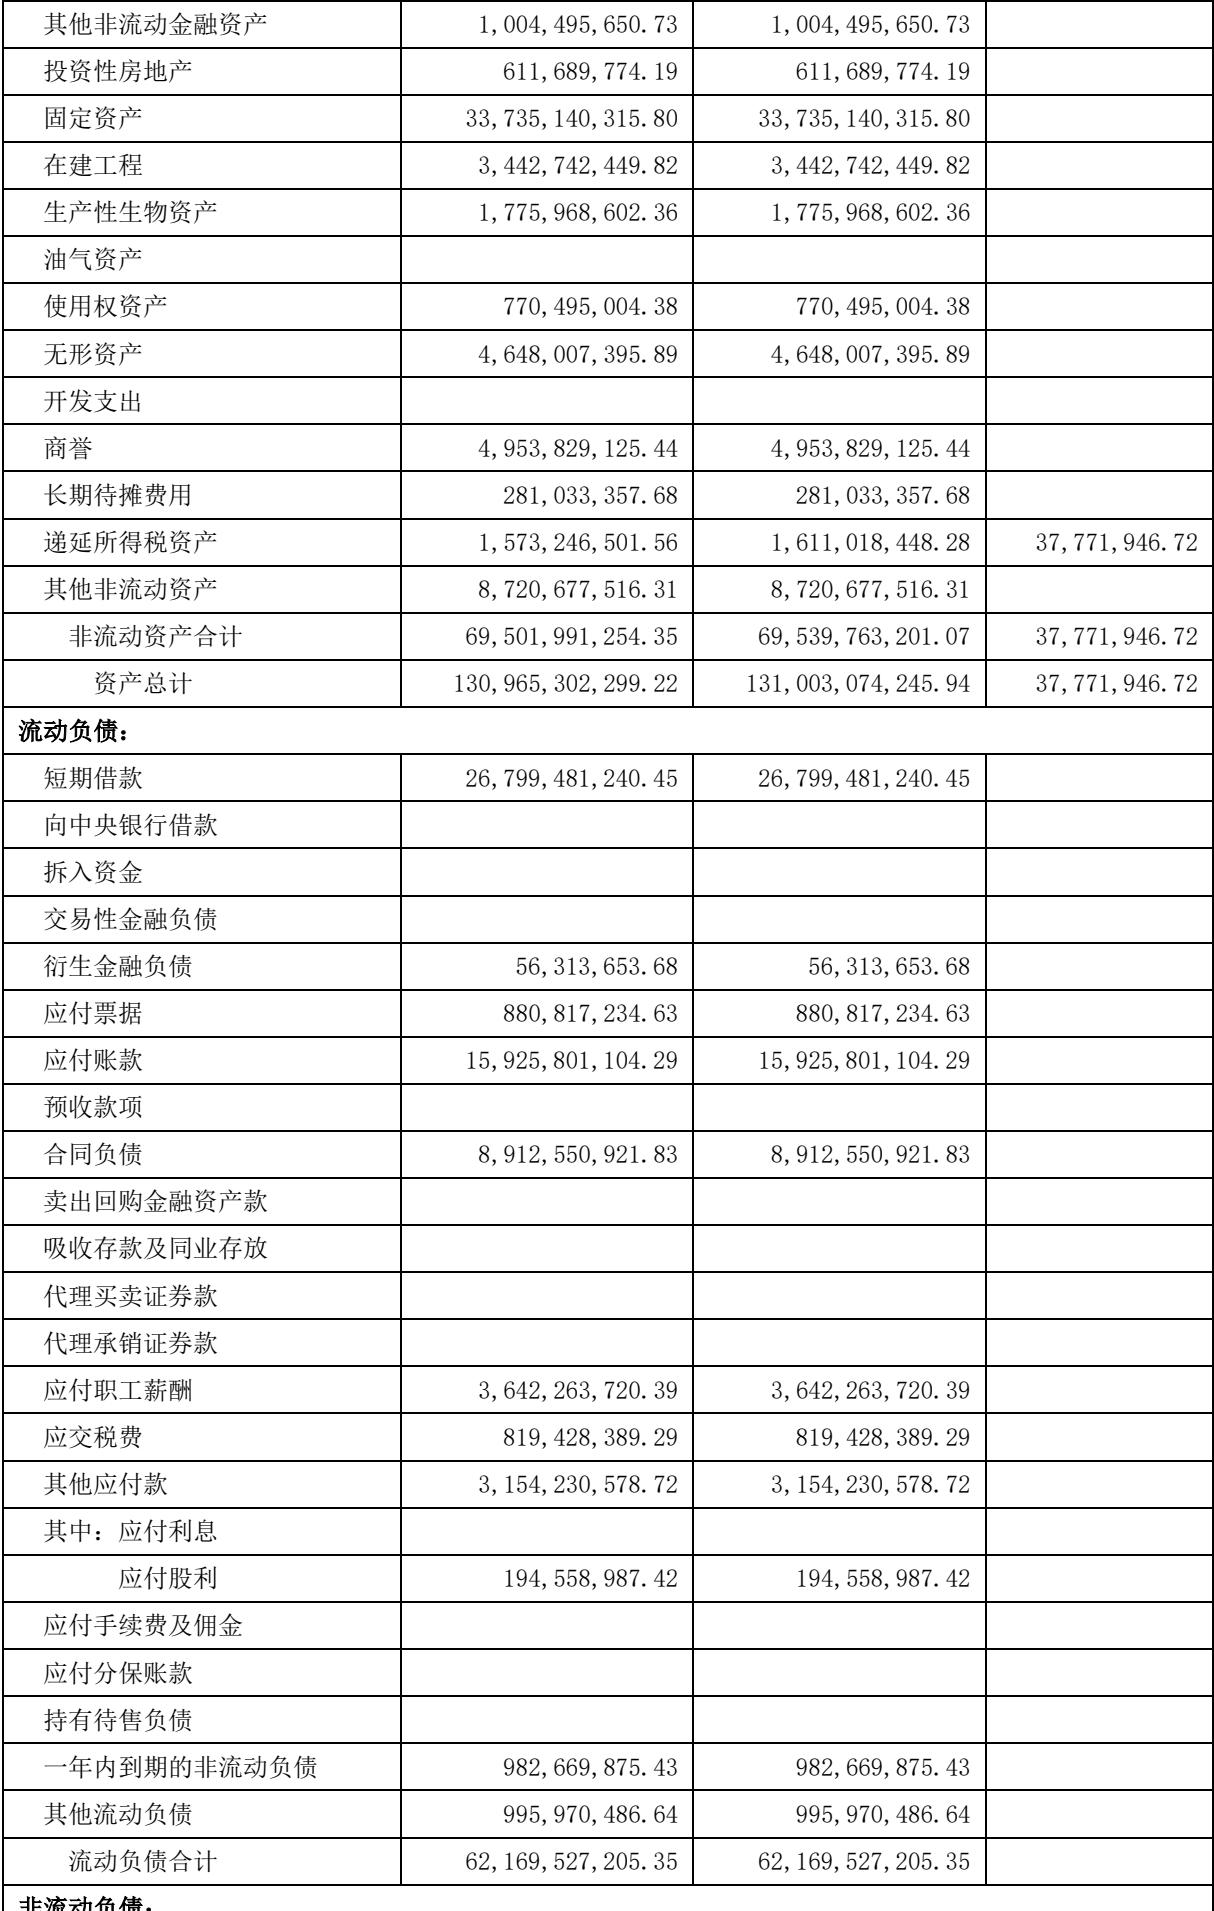 其他非流动金融资产 1,004,495,650.73 1,004,495,650.73
投资性房地产 611,689,774.19 611,689,774.19
固定资产 33,735,140,315.80 33,735,140,315.80
在建工程 3,442,742,449.82 3,442,742,449.82
生产性生物资产 1,775,968,602.36 1,775,968,602.36
油气资产
使用权资产 770,495,004.38 770,495,004.38
无形资产 4,648,007,395.89 4,648,007,395.89
开发支出
商誉 4,953,829,125.44 4,953,829,125.44
长期待摊费用 281,033,357.68 281,033,357.68
递延所得税资产 1,573,246,501.56 1,611,018,448.28 37,771,946.72
其他非流动资产 8,720,677,516.31 8,720,677,516.31
非流动资产合计 69,501,991,254.35 69,539,763,201.07 37,771,946.72
资产总计 130,965,302,299.22 131,003,074,245.94 37,771,946.72
流动负债：
短期借款 26,799,481,240.45 26,799,481,240.45
向中央银行借款
拆入资金
交易性金融负债
衍生金融负债 56,313,653.68 56,313,653.68
应付票据 880,817,234.63 880,817,234.63
应付账款 15,925,801,104.29 15,925,801,104.29
预收款项
合同负债 8,912,550,921.83 8,912,550,921.83
卖出回购金融资产款
吸收存款及同业存放
代理买卖证券款
代理承销证券款
应付职工薪酬 3,642,263,720.39 3,642,263,720.39
应交税费 819,428,389.29 819,428,389.29
其他应付款 3,154,230,578.72 3,154,230,578.72
其中：应付利息
应付股利 194,558,987.42 194,558,987.42
应付手续费及佣金
应付分保账款
持有待售负债
一年内到期的非流动负债 982,669,875.43 982,669,875.43
其他流动负债 995,970,486.64 995,970,486.64
流动负债合计 62,169,527,205.35 62,169,527,205.35
非流动负债：